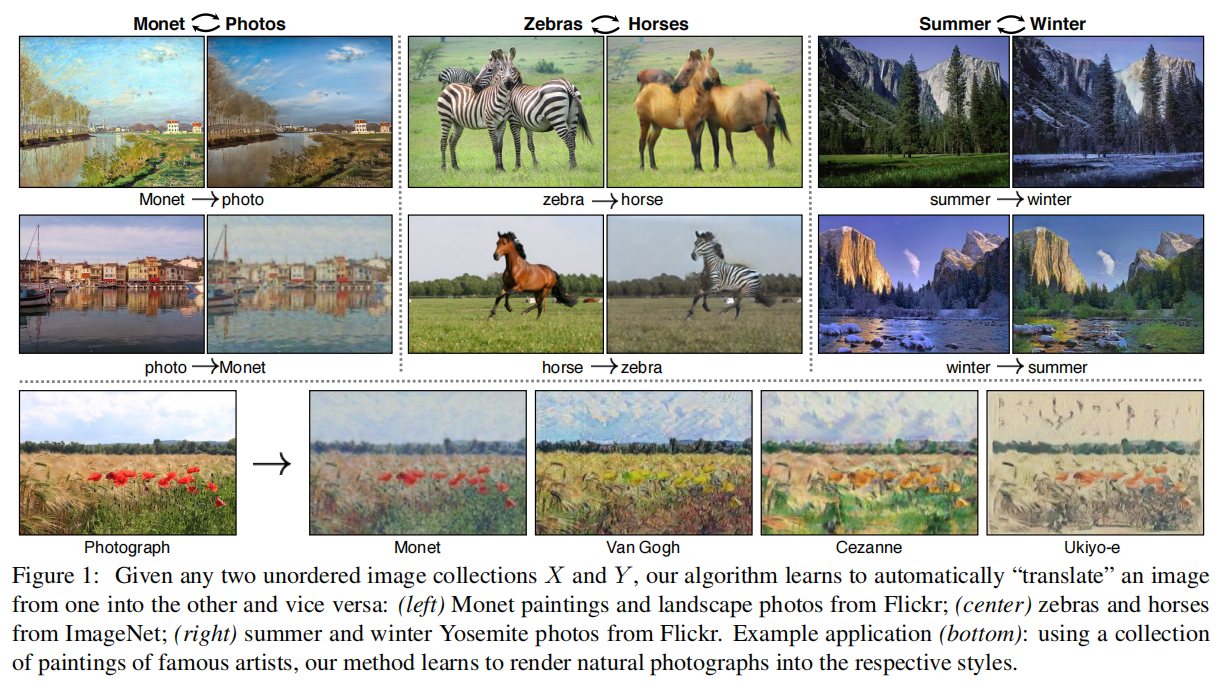 Monet Photos
Zebras Horses
Summer Winter
Monet → photo
zebra → horse
summer → winter
photo → Monet
horse → zebra
winter → summer
Photograph
Monet
Van Gogh
Cezanne
Ukiyo-e
Figure 1: Given any two unordered image collections X and Y, our algorithm learns to automatically “translate” an image
from one into the other and vice versa: (left) Monet paintings and landscape photos from Flickr; (center) zebras and horses
from ImageNet; (right) summer and winter Yosemite photos from Flickr. Example application (bottom): using a collection
of paintings of famous artists, our method learns to render natural photographs into the respective styles.